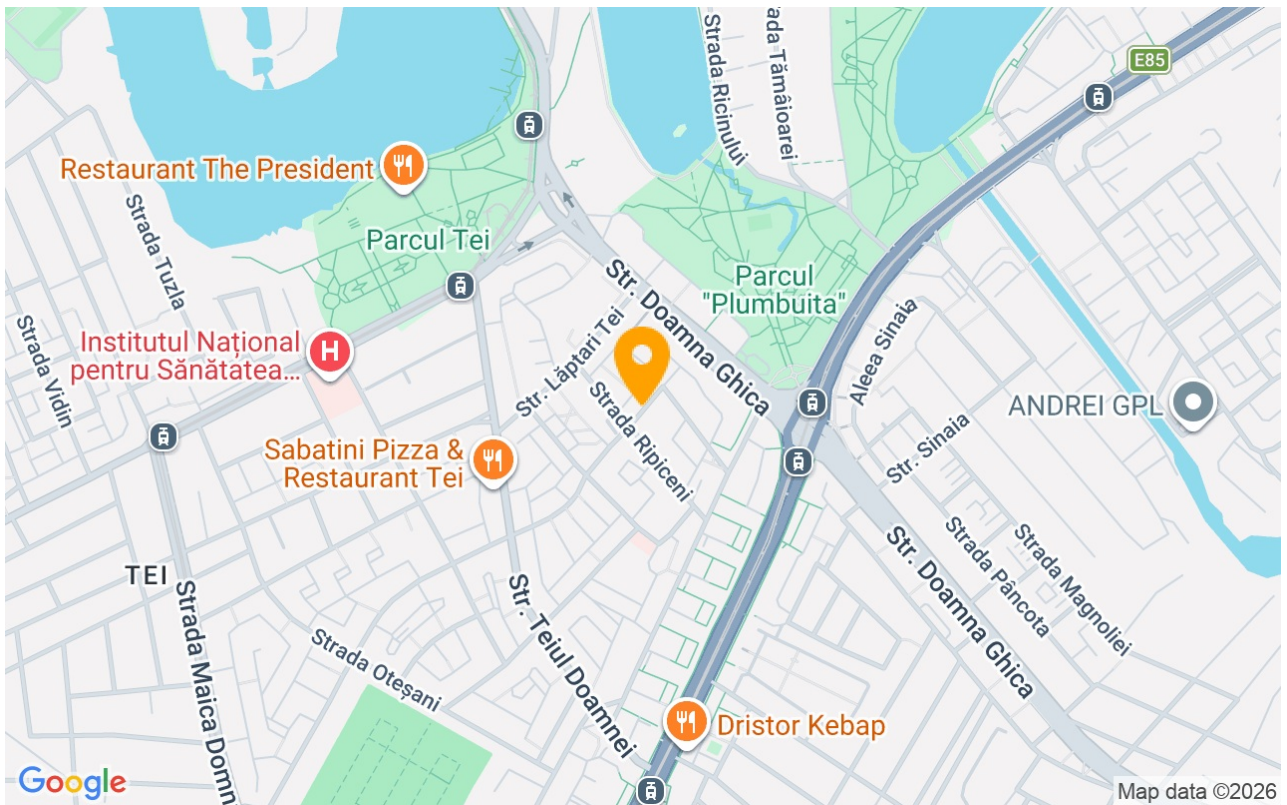 E85
Strada Ricinului
ada Tămâioarei
Restaurant The President
Strada Tuzla
Parcul Tei
Str. Doamna Ghica
Parcul
"Plumbuita"
Aleea Sinaia
Strada Vidin
Institutul Național
pentru Sănătatea...
H
Str. Lăptari Tei
Strada Ripiceni
ANDREI GPL
Sabatini Pizza &
Restaurant Tei
Str. Sinaia
Strada Pâncota
Strada Magnoliei
TEI
Strada Maica Domn
Str. Teiul Doamnei
Strada Oteșani
Str. Doamna Ghica
Dristor Kebap
Google
Map data ©2026